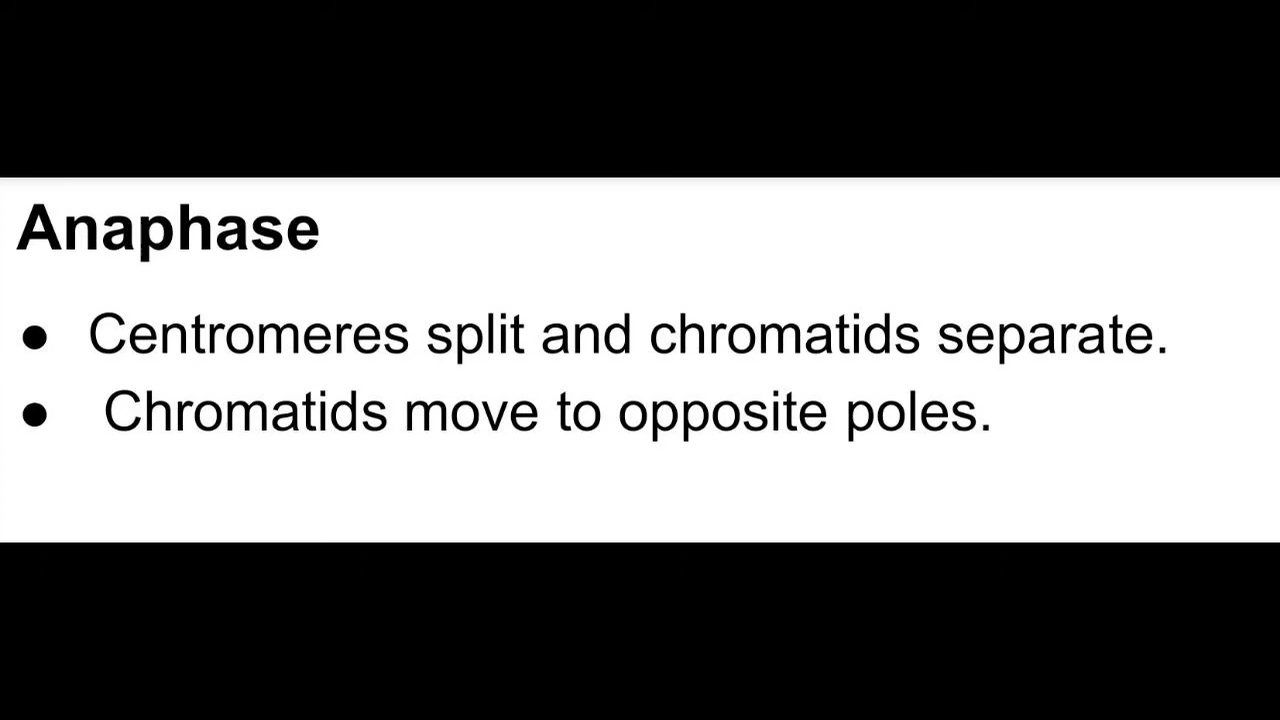 Anaphase
● Centromeres split and chromatids separate.
● Chromatids move to opposite poles.